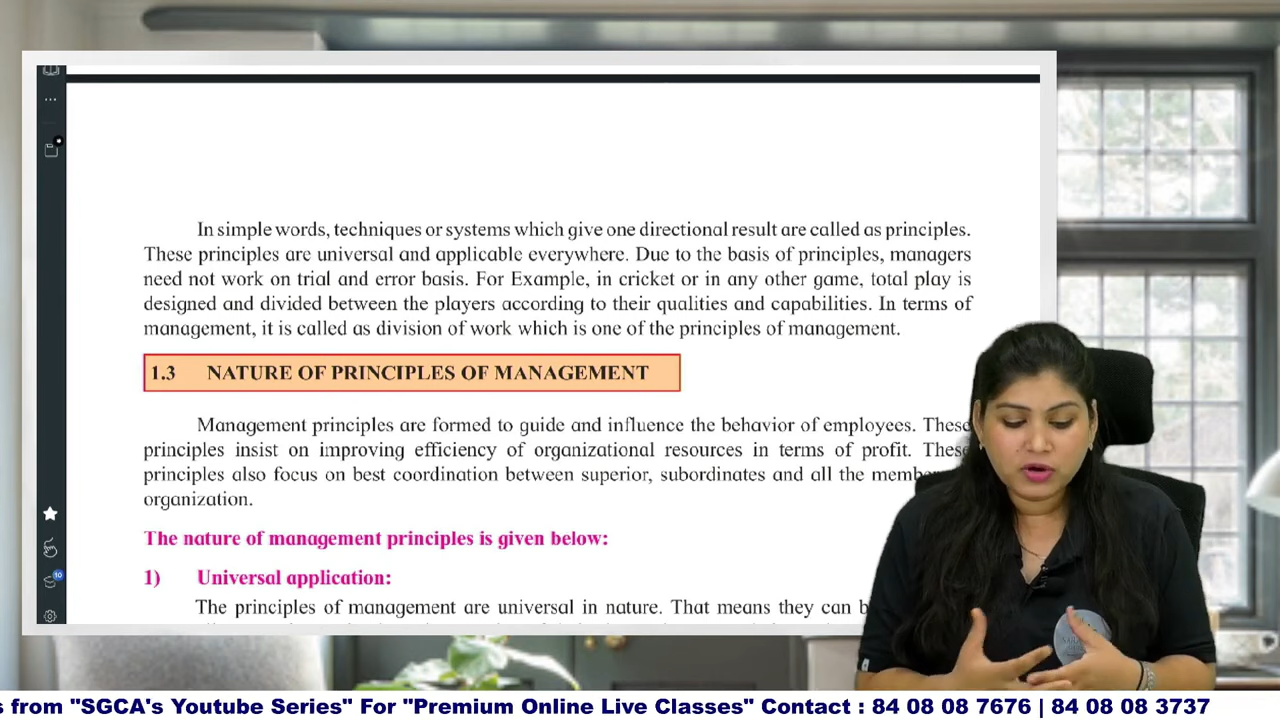 In simple words, techniques or systems which give one directional result are called as principles.
These principles are universal and applicable everywhere. Due to the basis of principles, managers
need not work on trial and error basis. For Example, in cricket or in any other game, total play is
designed and divided between the players according to their qualities and capabilities. In terms of
management, it is called as division of work which is one of the principles of management.
1.3 NATURE OF PRINCIPLES OF MANAGEMENT
Management principles are formed to guide and influence the behavior of employees. These
principles insist on improving efficiency of organizational resources in terms of profit. These
principles also focus on best coordination between superior, subordinates and all the
organization.
The nature of management principles is given below:
1) Universal application:
The principles of management are universal in nature. That means they can
10
s from "SGCA's Youtube Series" For "Premium Online Live Classes" Contact : 84 08 08 7676 | 84 08 08 3737